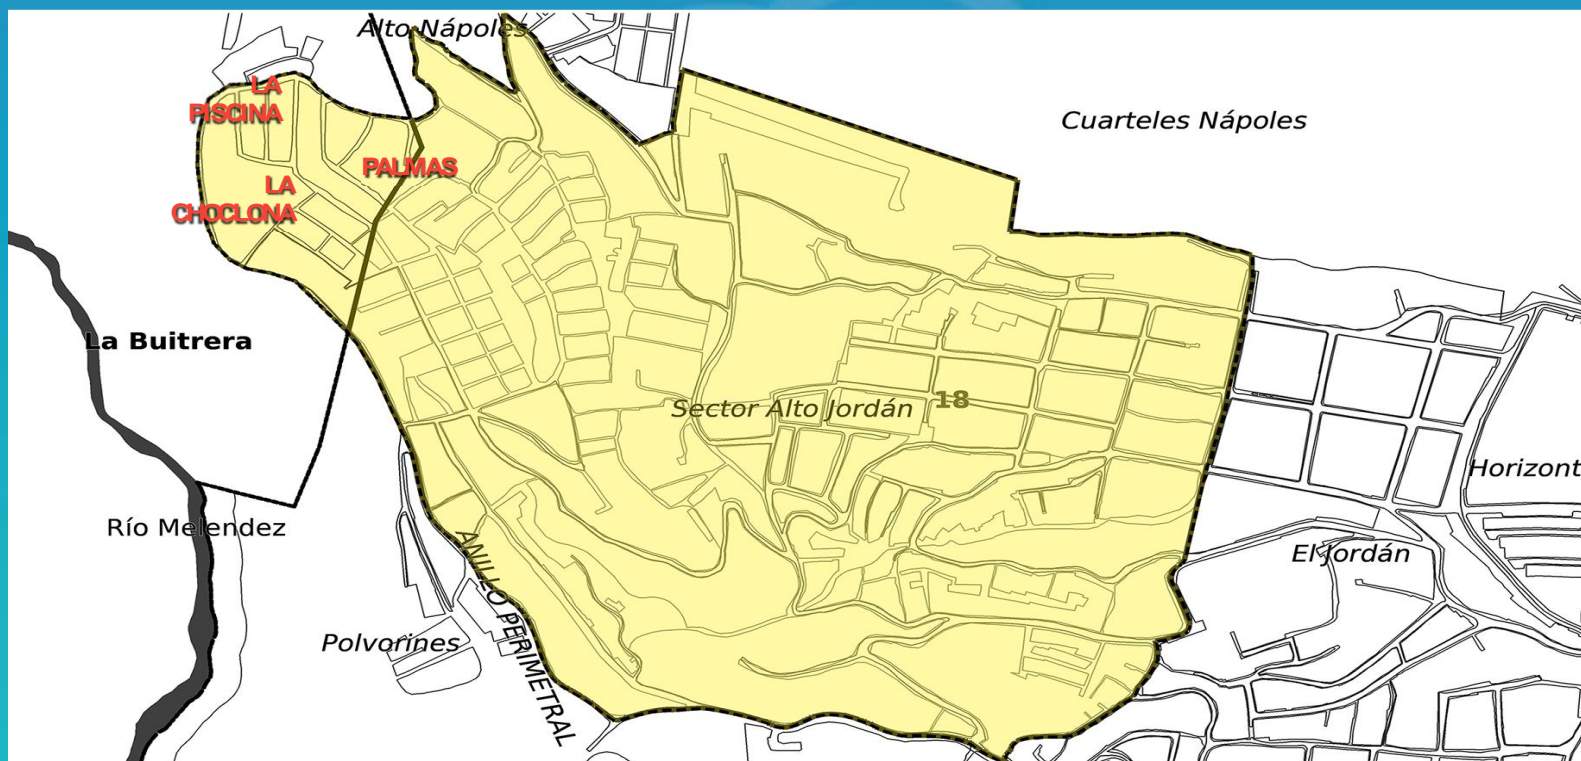 Alto Nápoles
LA
PISCINA
Cuarteles Nápoles
PALMAS
LA
CHOCLONA
La Buitrera
Sector Alto Jordán
18
Horizont
Río Melendez
El Jordán
ANILLO PERIMETRAL
Polvorines